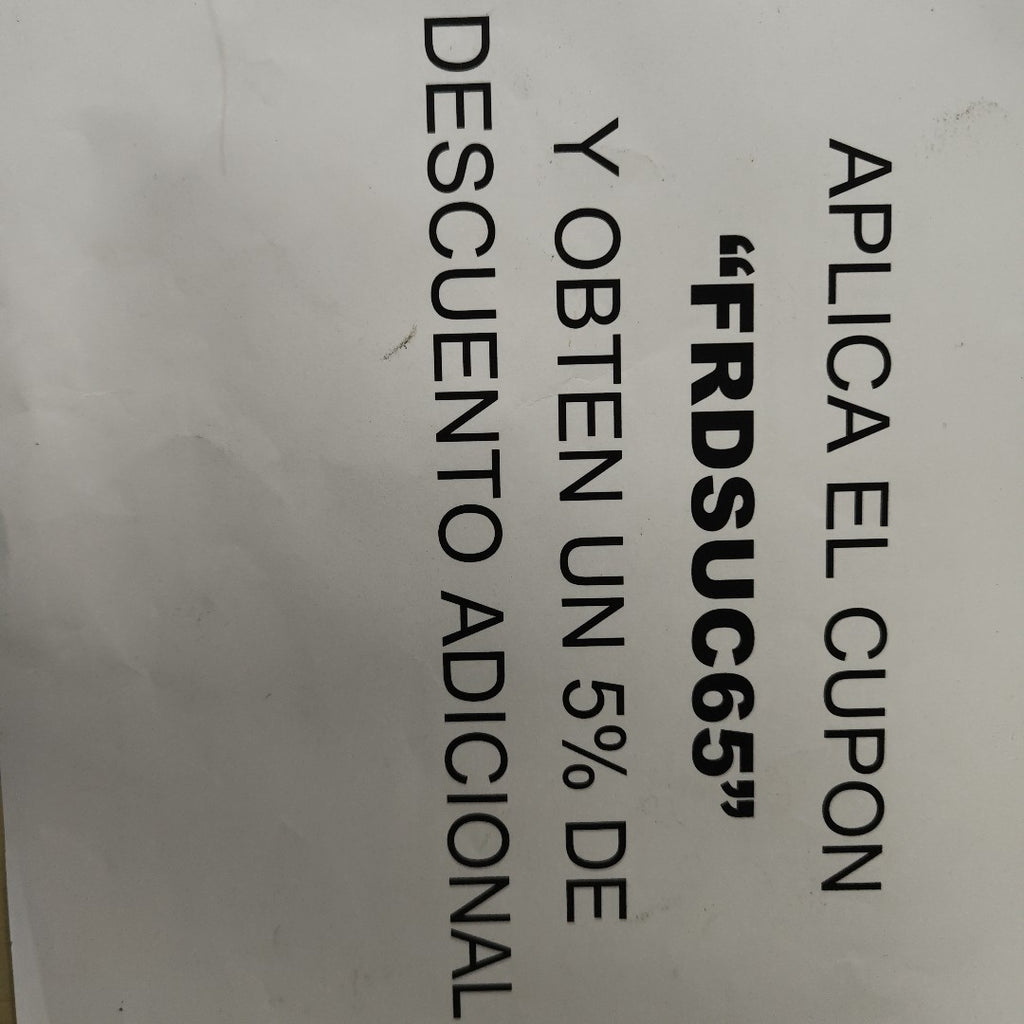 APLICA EL CUPON
“FRDSUC65”
Y OBTEN UN 5% DE
DESCUENTO ADICIONAL